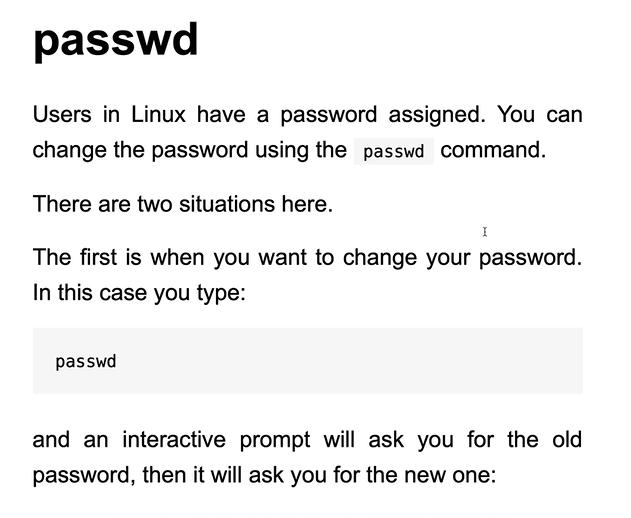 passwd
Users in Linux have a password assigned. You can
change the password using the passwd command.
There are two situations here.
The first is when you want to change your password.
In this case you type:
passwd
and an interactive prompt will ask you for the old
password, then it will ask you for the new one: